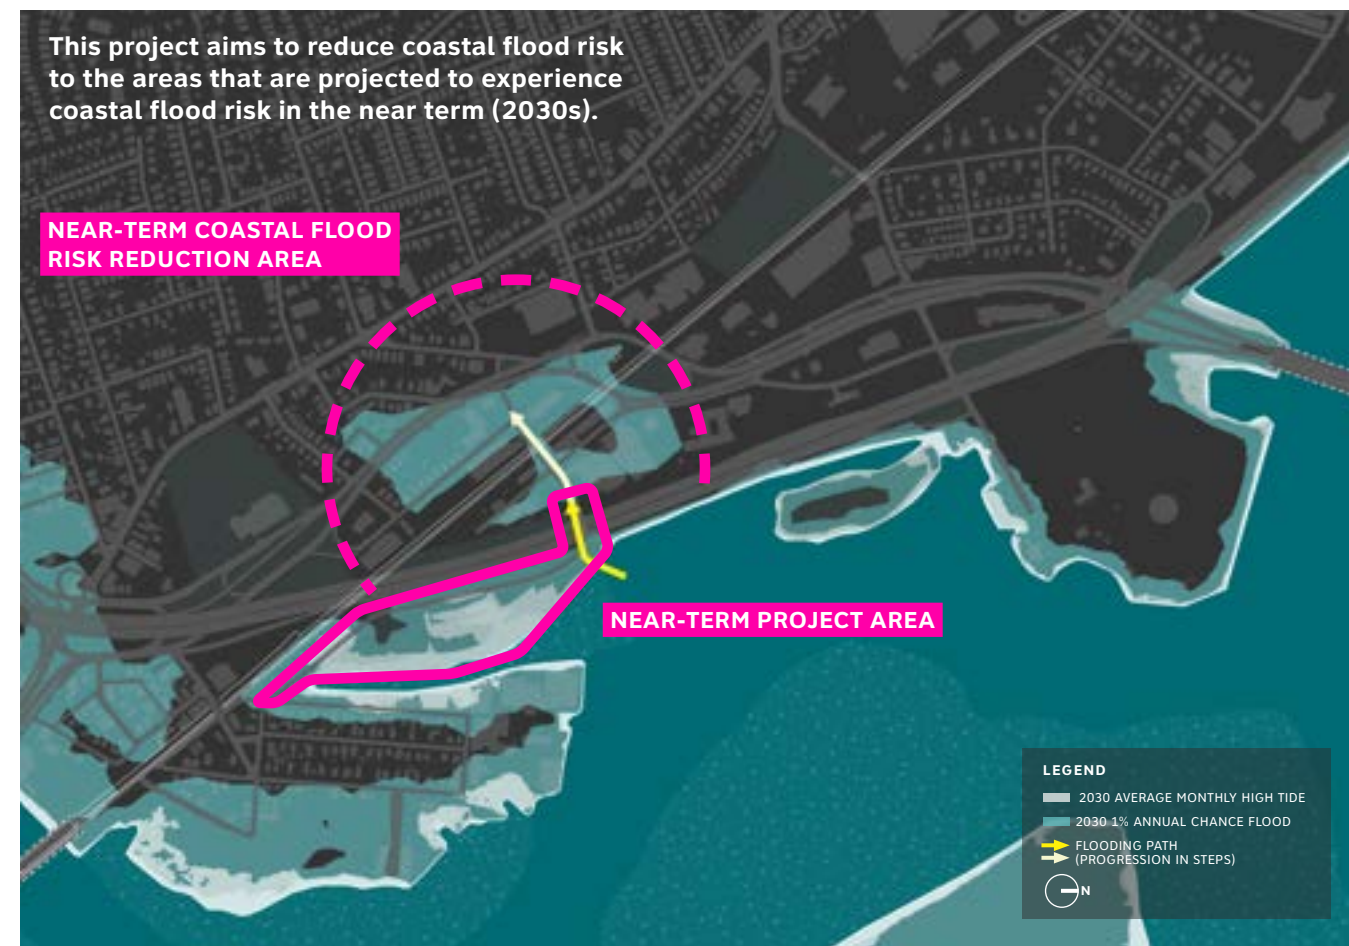 This project aims to reduce coastal flood risk
to the areas that are projected to experience
coastal flood risk in the near term (2030s).
NEAR-TERM COASTAL FLOOD
RISK REDUCTION AREA
NEAR-TERM PROJECT AREA
LEGEND
2030 AVERAGE MONTHLY HIGH TIDE
2030 1% ANNUAL CHANCE FLOOD
FLOODING PATH
(PROGRESSION IN STEPS)
N